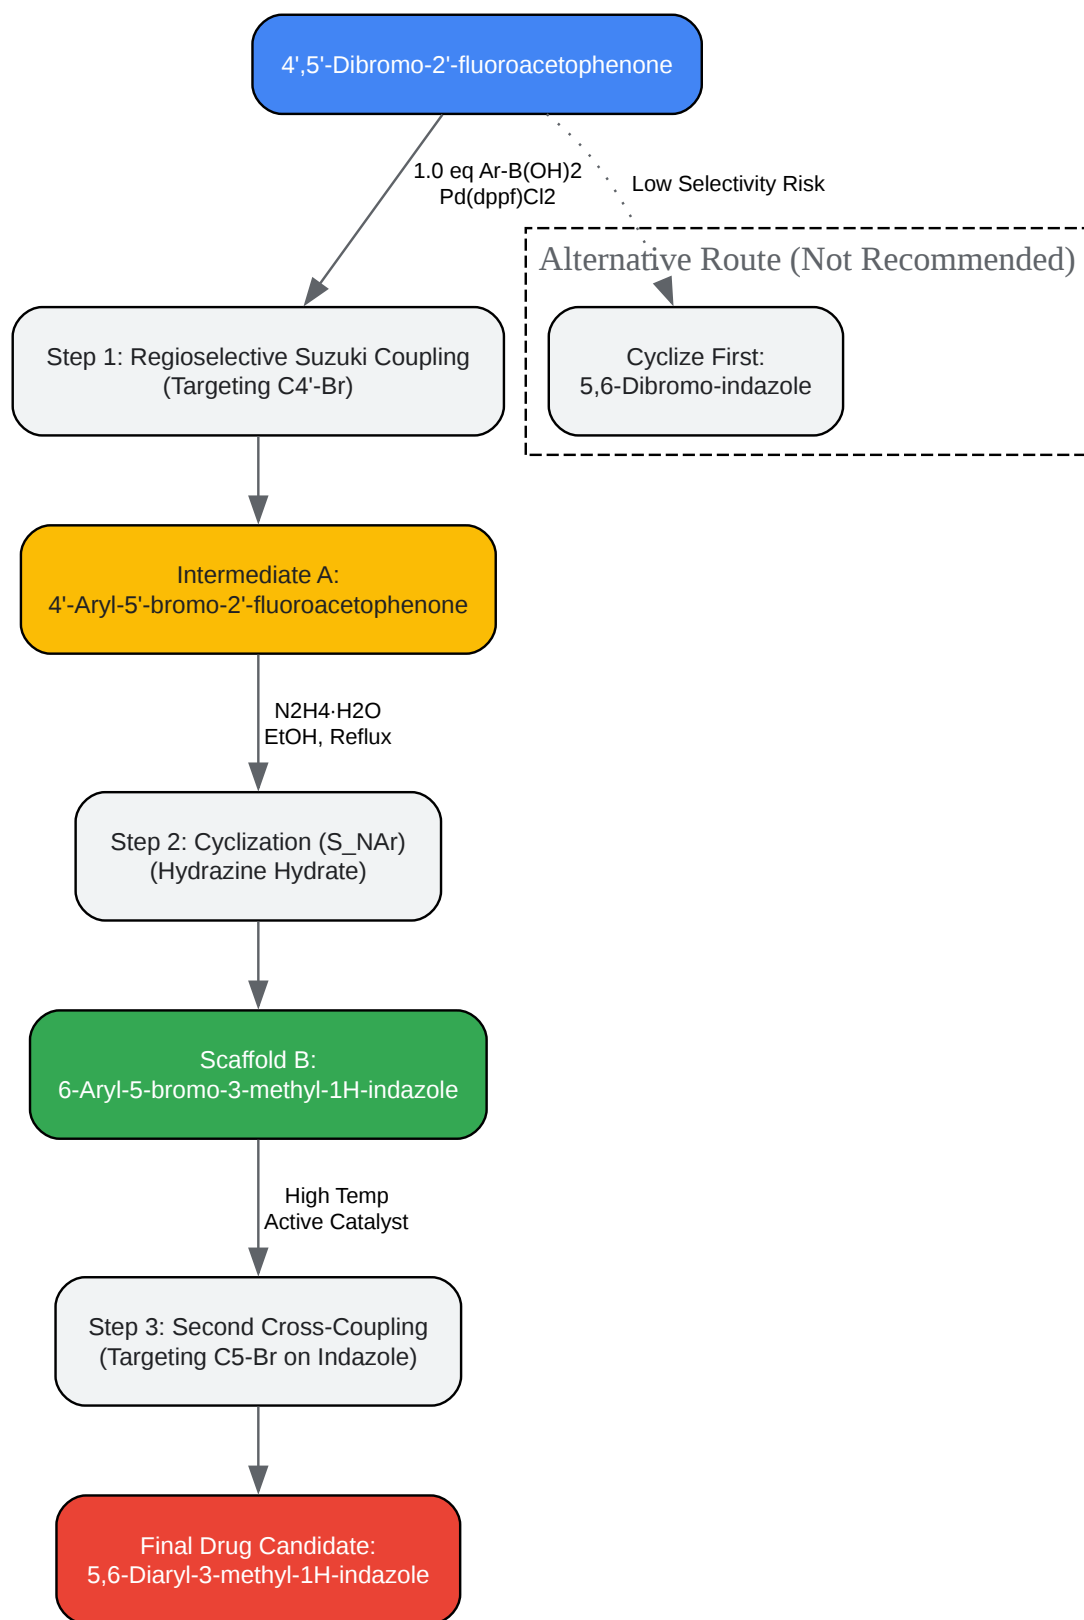 4',5'-Dibromo-2'-fluoroacetophenone
1.0 eq Ar-B(OH)2
Pd(dppf)Cl2
Low Selectivity Risk
Alternative Route (Not Recommended)
Step 1: Regioselective Suzuki Coupling
(Targeting C4'-Br)
Cyclize First:
5,6-Dibromo-indazole
Intermediate A:
4'-Aryl-5'-bromo-2'-fluoroacetophenone
N2H4·H2O
EtOH, Reflux
Step 2: Cyclization (S_NAr)
(Hydrazine Hydrate)
Scaffold B:
6-Aryl-5-bromo-3-methyl-1H-indazole
High Temp
Active Catalyst
Step 3: Second Cross-Coupling
(Targeting C5-Br on Indazole)
Final Drug Candidate:
5,6-Diaryl-3-methyl-1H-indazole